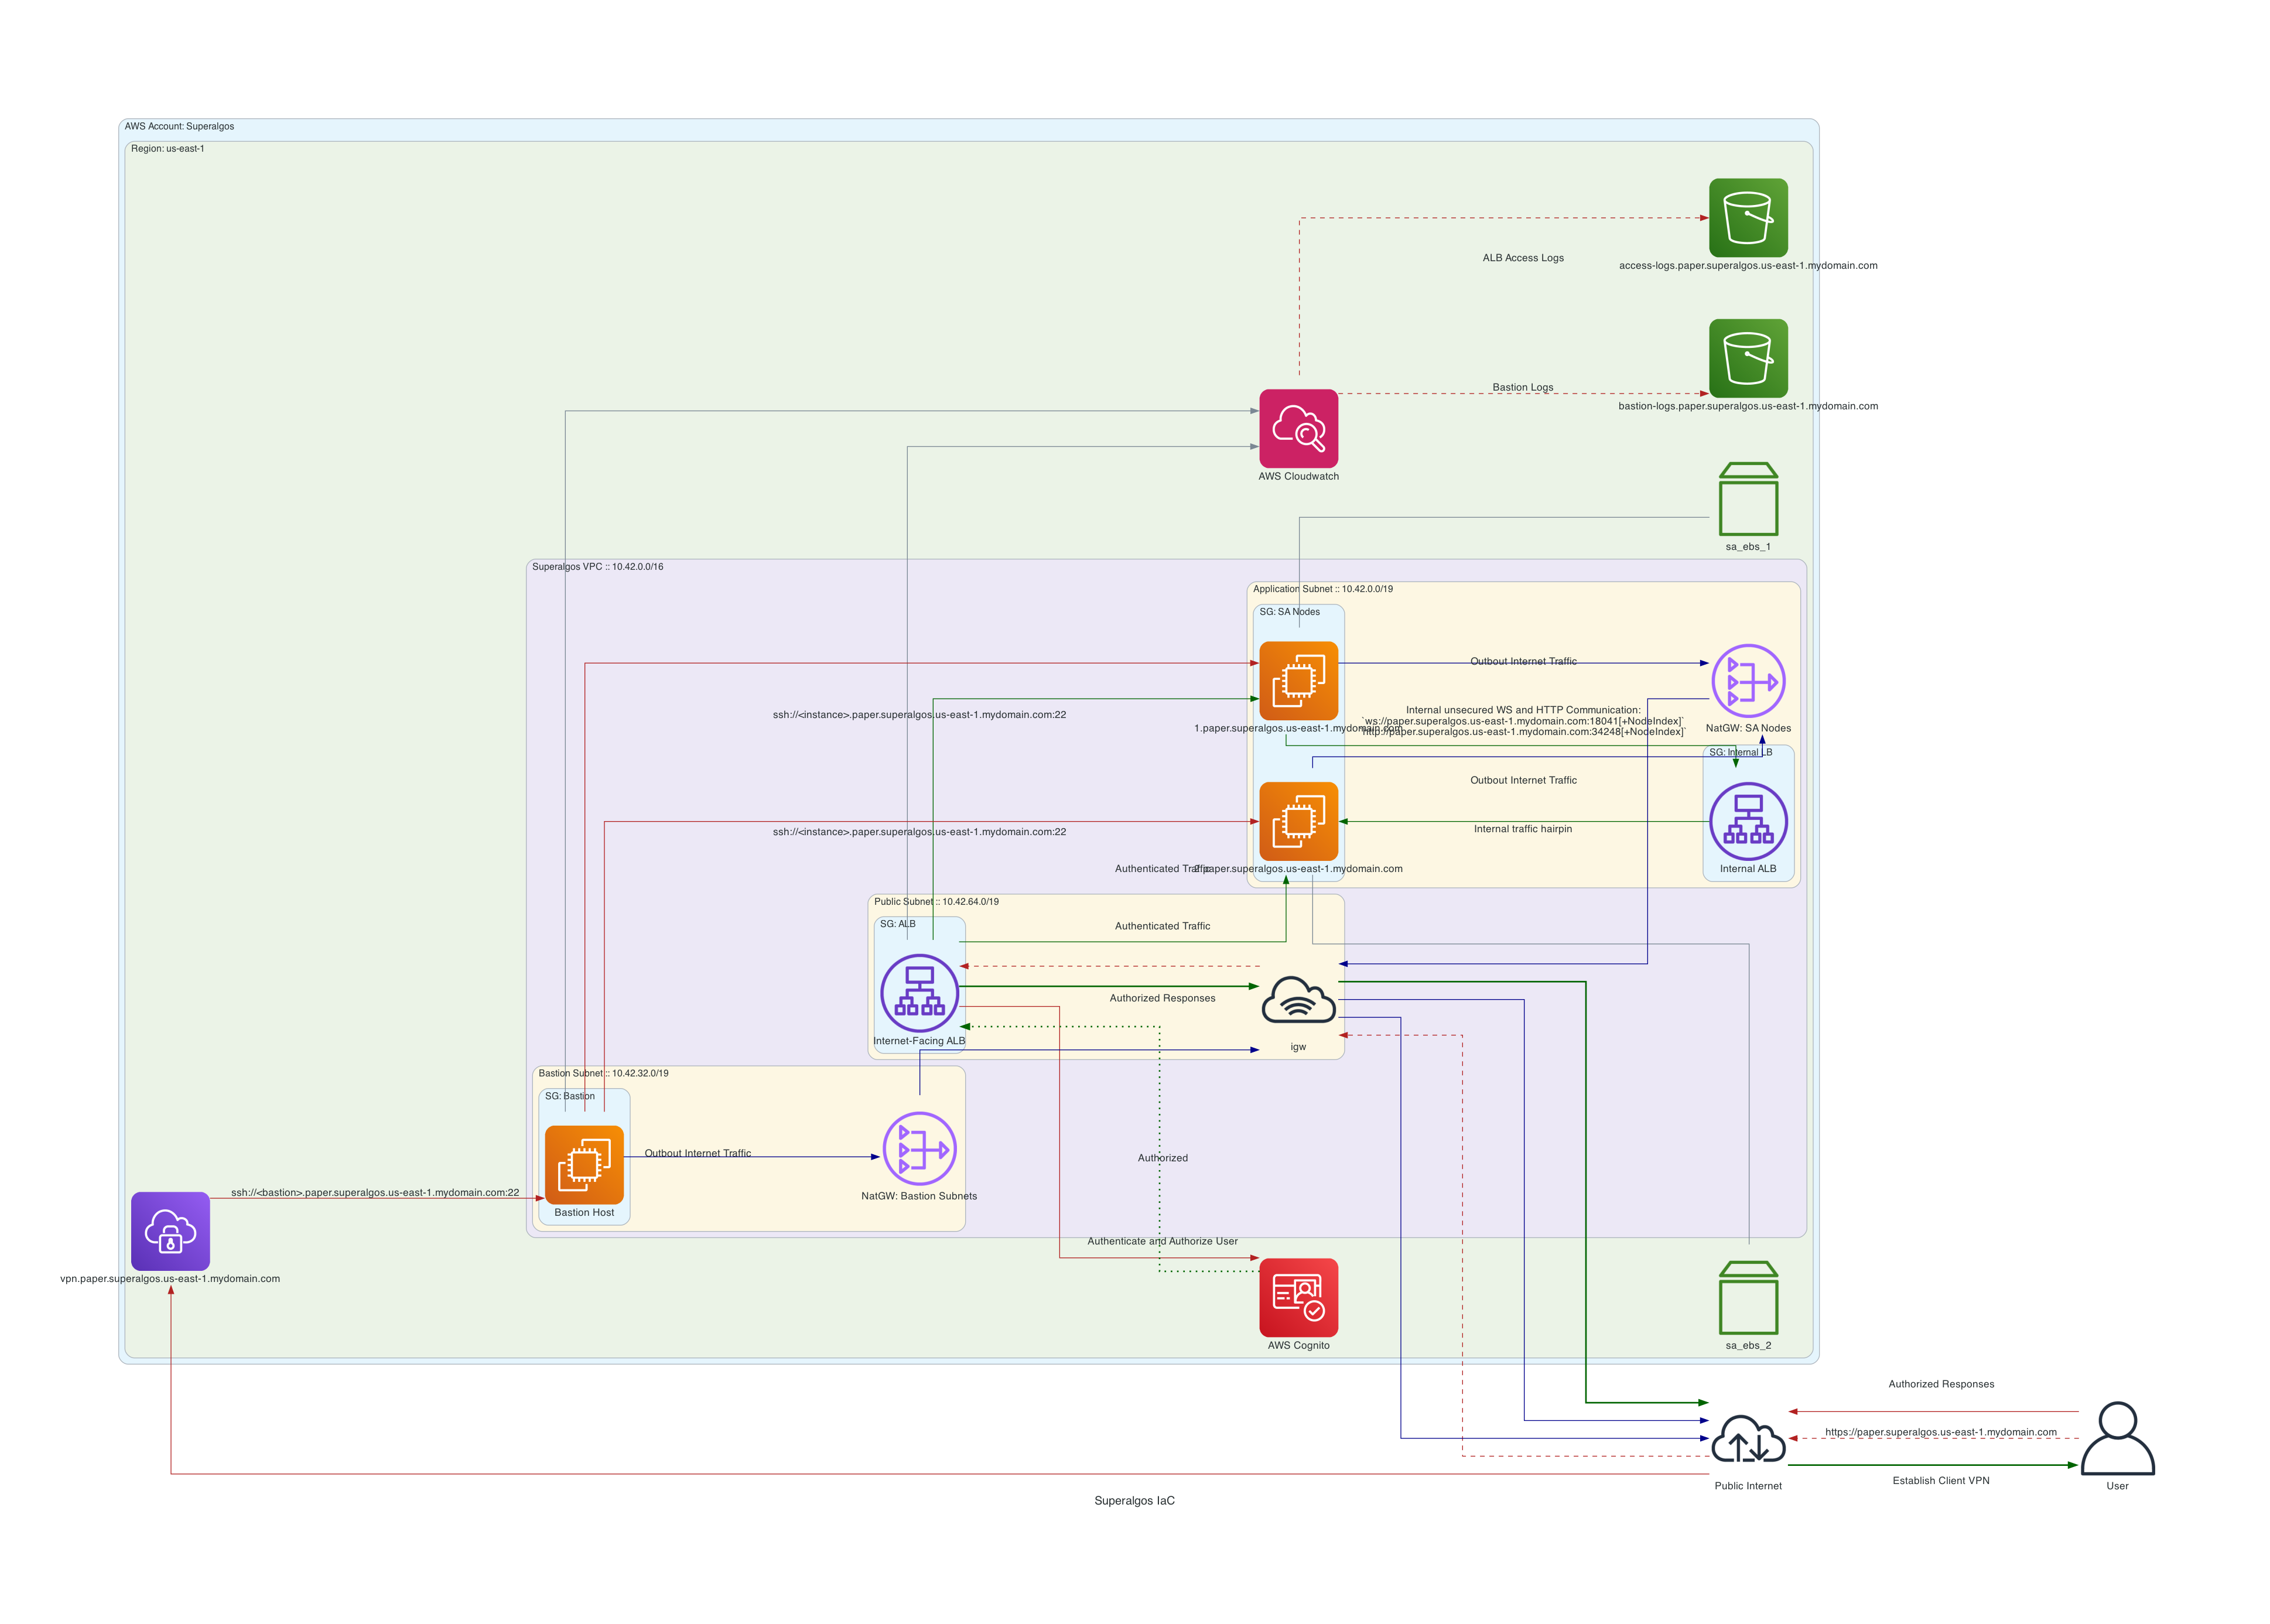 AWS Account: Superalgos
Region: us-east-1
ALB Access Logs
access-logs.paper.superalgos.us-east-1.mydomain.com
Bastion Logs
bastion-logs.paper.superalgos.us-east-1.mydomain.com
AWS Cloudwatch
sa_ebs_1
Superalgos VPC :: 10.42.0.0/16
Application Subnet :: 10.42.0.0/19
SG: SA Nodes
Outbout Internet Traffic
ssh://<instance>.paper.superalgos.us-east-1.mydomain.com:22
1.paper.superalgos.us-east-1.mydomain.com
Internal unsecured WS and HTTP Communication:
`ws://paper.superalgos.us-east-1.mydomain.com:18041[+NodeIndex]`
`http://paper.superalgos.us-east-1.mydomain.com:34248[+NodeIndex]`
NatGW: SA Nodes
SG: Internal LB
Outbout Internet Traffic
ssh://<instance>.paper.superalgos.us-east-1.mydomain.com:22
Internal traffic hairpin
Authenticated Traffic
2.paper.superalgos.us-east-1.mydomain.com
Internal ALB
Public Subnet :: 10.42.64.0/19
SG: ALB
Authenticated Traffic
Authorized Responses
Internet-Facing ALB
igw
Bastion Subnet :: 10.42.32.0/19
SG: Bastion
Outbout Internet Traffic
Authorized
ssh://<bastion>.paper.superalgos.us-east-1.mydomain.com:22
NatGW: Bastion Subnets
Bastion Host
Authenticate and Authorize User
vpn.paper.superalgos.us-east-1.mydomain.com
AWS Cognito
sa_ebs_2
Authorized Responses
https://paper.superalgos.us-east-1.mydomain.com
Establish Client VPN
Public Internet
User
Superalgos IaC